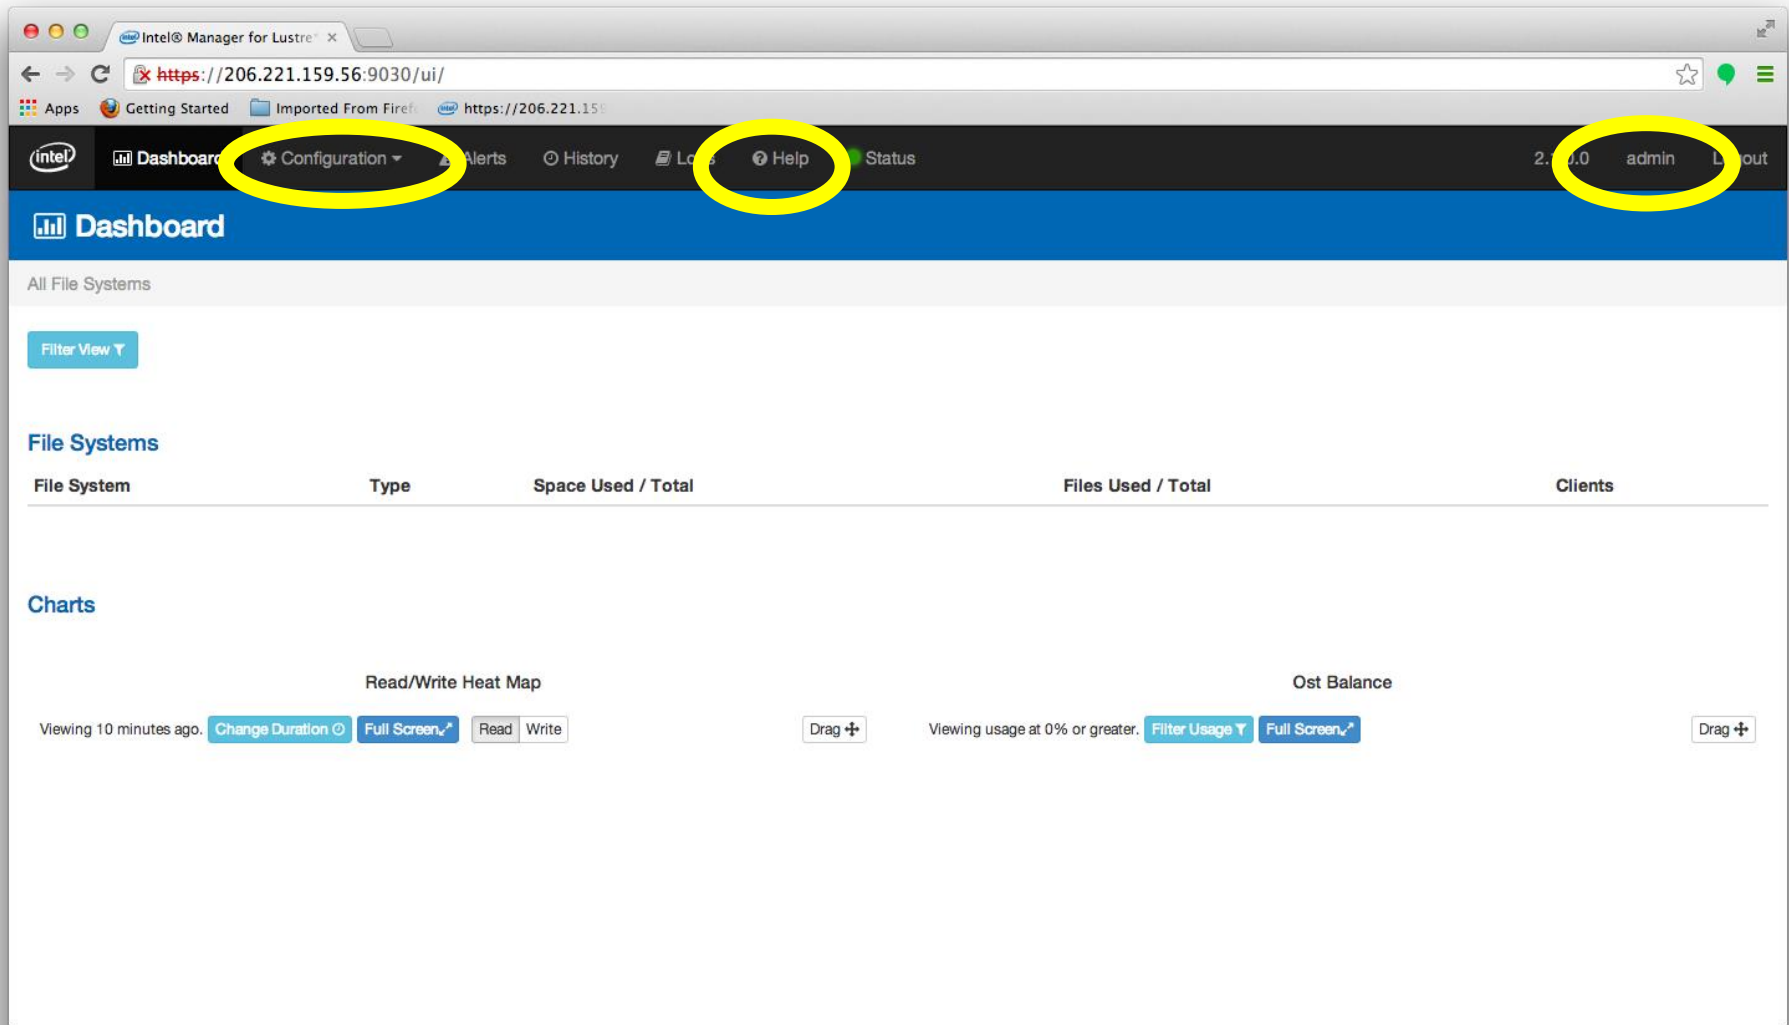 Intel® Manager for Lustre*
https://206.221.159.56:9030/ui/
Apps Getting Started Imported From Firef https://206.221.159
intel Dashboard Configuration Alerts History Help Status admin
Dashboard
All File Systems
Filter View
File Systems
File System Type Space Used / Total Files Used / Total Clients
Charts
Read/Write Heat Map Ost Balance
Viewing 10 minutes ago. Change Duration Full Screen Read Write Drag Viewing usage at 0% or greater. Filter Usage Full Screen Drag